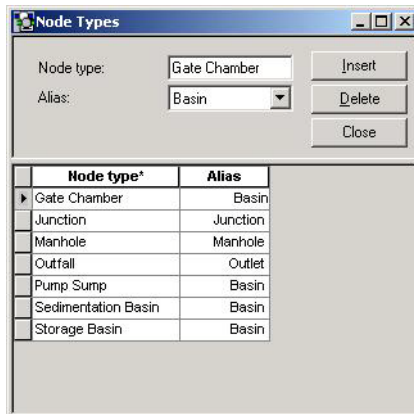 Node Types
Node type: Gate Chamber Insert
Alias: Basin Delete
Close
Node type* Alias
Gate Chamber Basin
Junction Junction
Manhole Manhole
Outfall Outlet
Pump Sump Basin
Sedimentation Basin Basin
Storage Basin Basin